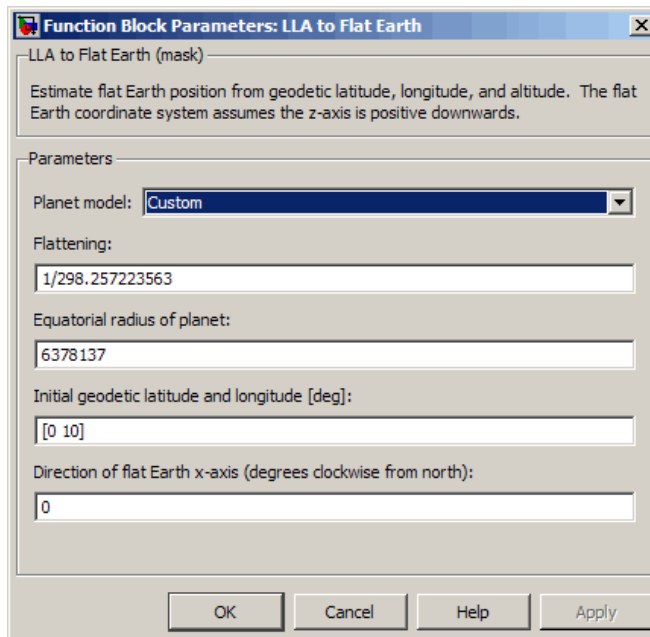 Function Block Parameters: LLA to Flat Earth
LLA to Flat Earth (mask)
Estimate flat Earth position from geodetic latitude, longitude, and altitude. The flat
Earth coordinate system assumes the z-axis is positive downwards.
Parameters
Planet model: Custom
Flattening:
1/298.257223563
Equatorial radius of planet:
6378137
Initial geodetic latitude and longitude [deg]:
[0 10]
Direction of flat Earth x-axis (degrees clockwise from north):
0
OK Cancel Help Apply